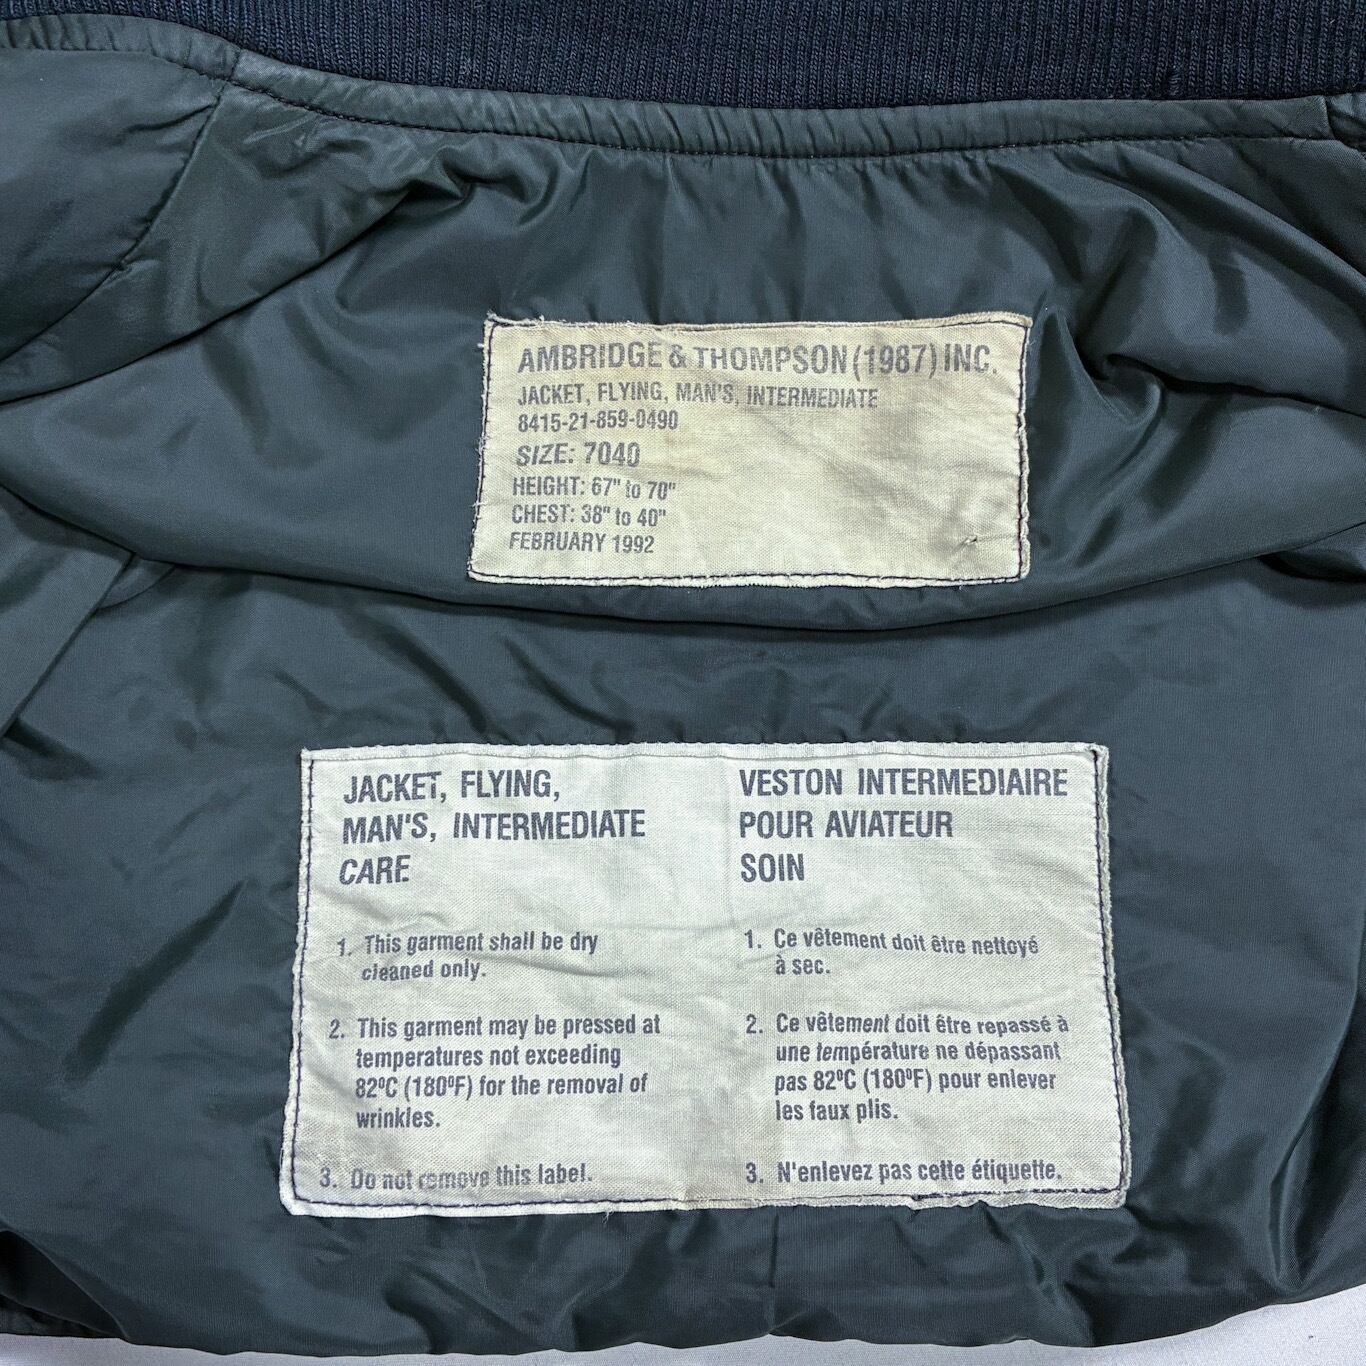 AMBRIDGE & THOMPSON (1987) INC.
JACKET, FLYING, MAN'S, INTERMEDIATE
8415-21-859-0490
SIZE: 7040
HEIGHT: 67" to 70"
CHEST: 38" to 40"
FEBRUARY 1992
JACKET, FLYING,
MAN'S, INTERMEDIATE
CARE
1. This garment shall be dry
cleaned only.
2. This garment may be pressed at
temperatures not exceeding
82ºC (180ºF) for the removal of
wrinkles.
3. Do not remove this label.
VESTON INTERMEDIAIRE
POUR AVIATEUR
SOIN
1. Ce vêtement doit être nettoyé
à sec.
2. Ce vêtement doit être repassé à
une température ne dépassant
pas 82ºC (180ºF) pour enlever
les faux plis.
3. N'enlevez pas cette étiquette.